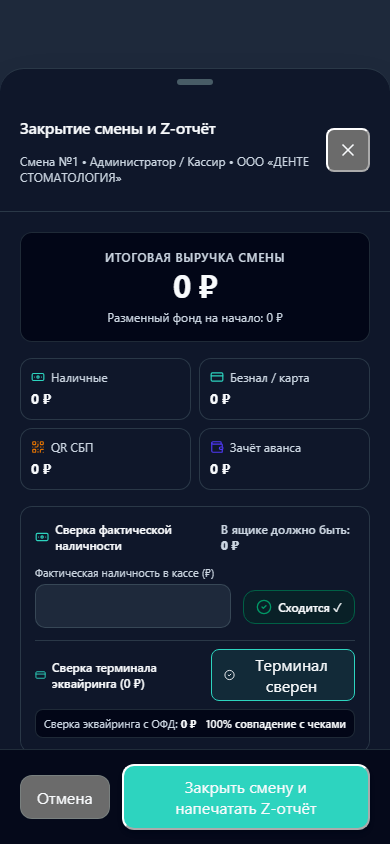 Закрытие смены и Z-отчёт
Смена №1 • Администратор / Кассир • ООО «ДЕНТЕ
СТОМАТОЛОГИЯ»
ИТОГОВАЯ ВЫРУЧКА СМЕНЫ
0 ₽
Разменный фонд на начало: 0 ₽
Наличные
0 ₽
Безнал / карта
0 ₽
QR СБП
0 ₽
Зачёт аванса
0 ₽
Сверка фактической
наличности
В ящике должно быть:
0 ₽
Фактическая наличность в кассе (₽)
Сходится ✓
Сверка терминала
эквайринга (0 ₽)
Терминал
сверен
Сверка эквайринга с ОФД: 0 ₽ 100% совпадение с чеками
Отмена
Закрыть смену и
напечатать Z-отчёт